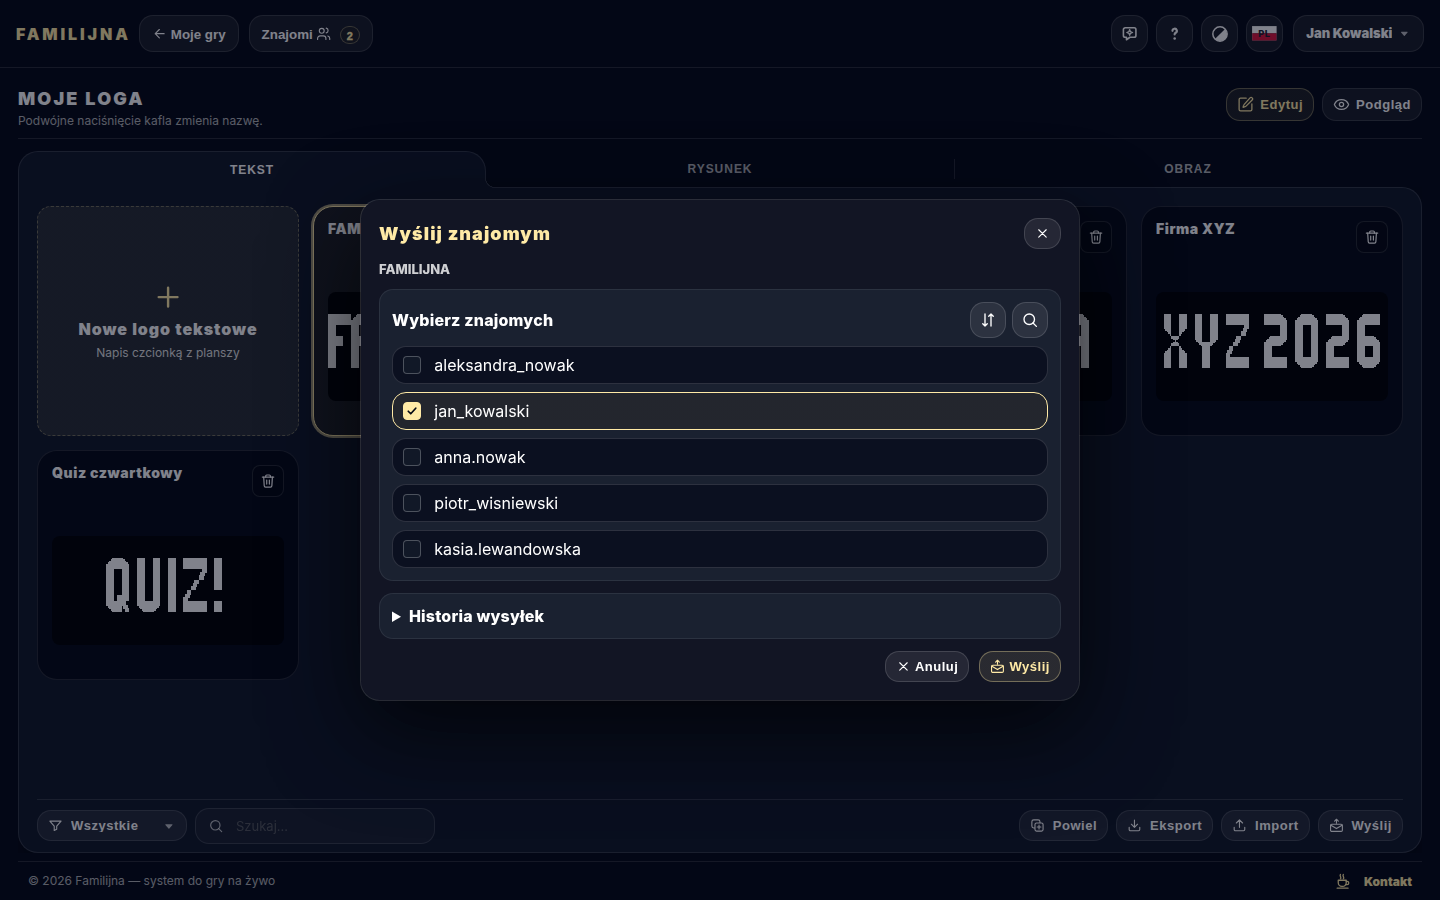 FAMILIJNA
Moje gry
Znajomi 2
?
PL
Jan Kowalski
MOJE LOGA
Podwójne naciśnięcie kafla zmienia nazwę.
Edytuj
Podgląd
TEKST
RYSUNEK
OBRAZ
Nowe logo tekstowe
Napis czcionką z planszy
FAM
Firma XYZ
XYZ 2026
Quiz czwartkowy
QUIZ!
Wyślij znajomym
FAMILIJNA
Wybierz znajomych
aleksandra_nowak
jan_kowalski
anna.nowak
piotr_wisniewski
kasia.lewandowska
Historia wysyłek
Anuluj
Wyślij
Wszystkie
Szukaj...
Powiel
Eksport
Import
Wyślij
© 2026 Familijna — system do gry na żywo
Kontakt